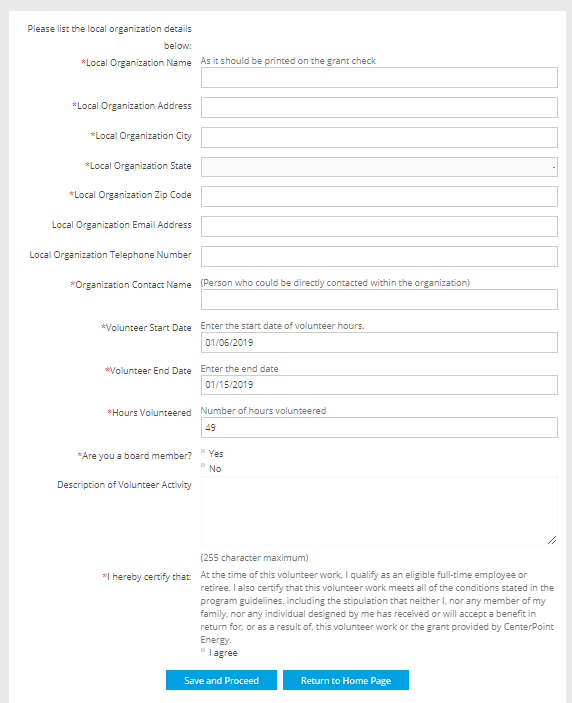 Please list the local organization details
below:
*Local Organization Name
As it should be printed on the grant check
*Local Organization Address
*Local Organization City
*Local Organization State
*Local Organization Zip Code
Local Organization Email Address
Local Organization Telephone Number
*Organization Contact Name
(Person who could be directly contacted within the organization)
*Volunteer Start Date
Enter the start date of volunteer hours.
01/06/2019
*Volunteer End Date
Enter the end date
01/15/2019
*Hours Volunteered
Number of hours volunteered
49
*Are you a board member?
Yes
No
Description of Volunteer Activity
(255 character maximum)
*I hereby certify that:
At the time of this volunteer work, I qualify as an eligible full-time employee or
retiree. I also certify that this volunteer work meets all of the conditions stated in the
program guidelines, including the stipulation that neither I, nor any member of my
family, nor any individual designed by me has received or will accept a benefit in
return for, or as a result of, this volunteer work or the grant provided by CenterPoint
Energy.
I agree
Save and Proceed
Return to Home Page